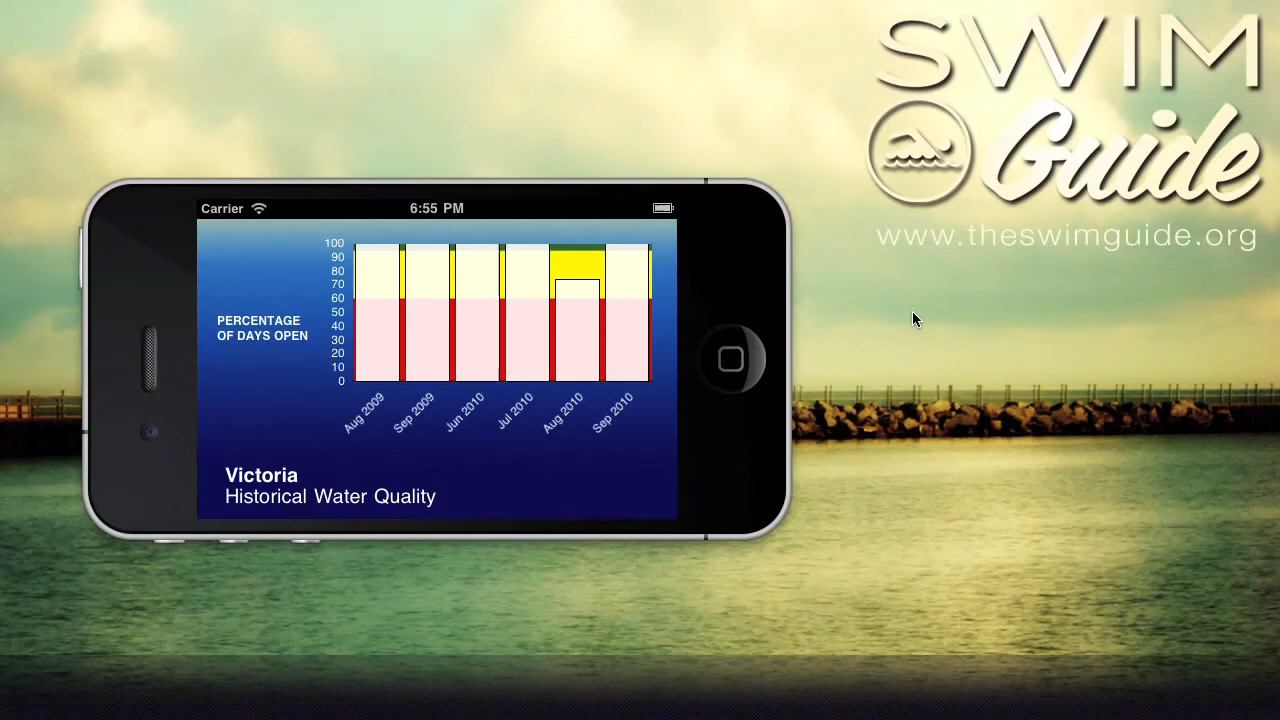 SWIM
Guide
www.theswimguide.org
Carrier 6:55 PM
100
90
80
70
60
50
40
30
20
10
0
PERCENTAGE
OF DAYS OPEN
Aug 2009 Sep 2009 Jun 2010 Jul 2010 Aug 2010 Sep 2010
Victoria
Historical Water Quality